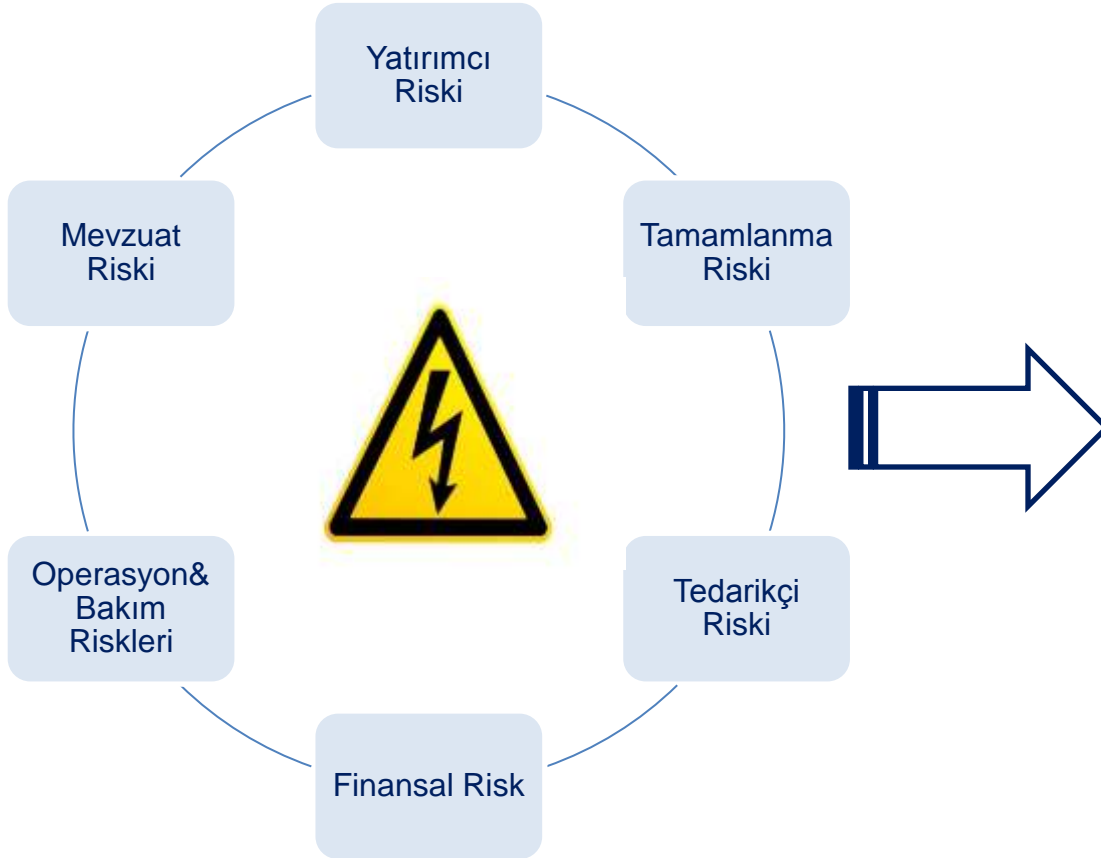 Yatırımcı
Riski
Tamamlanma
Riski
Tedarikçi
Riski
Finansal Risk
Operasyon&
Bakım
Riskleri
Mevzuat
Riski